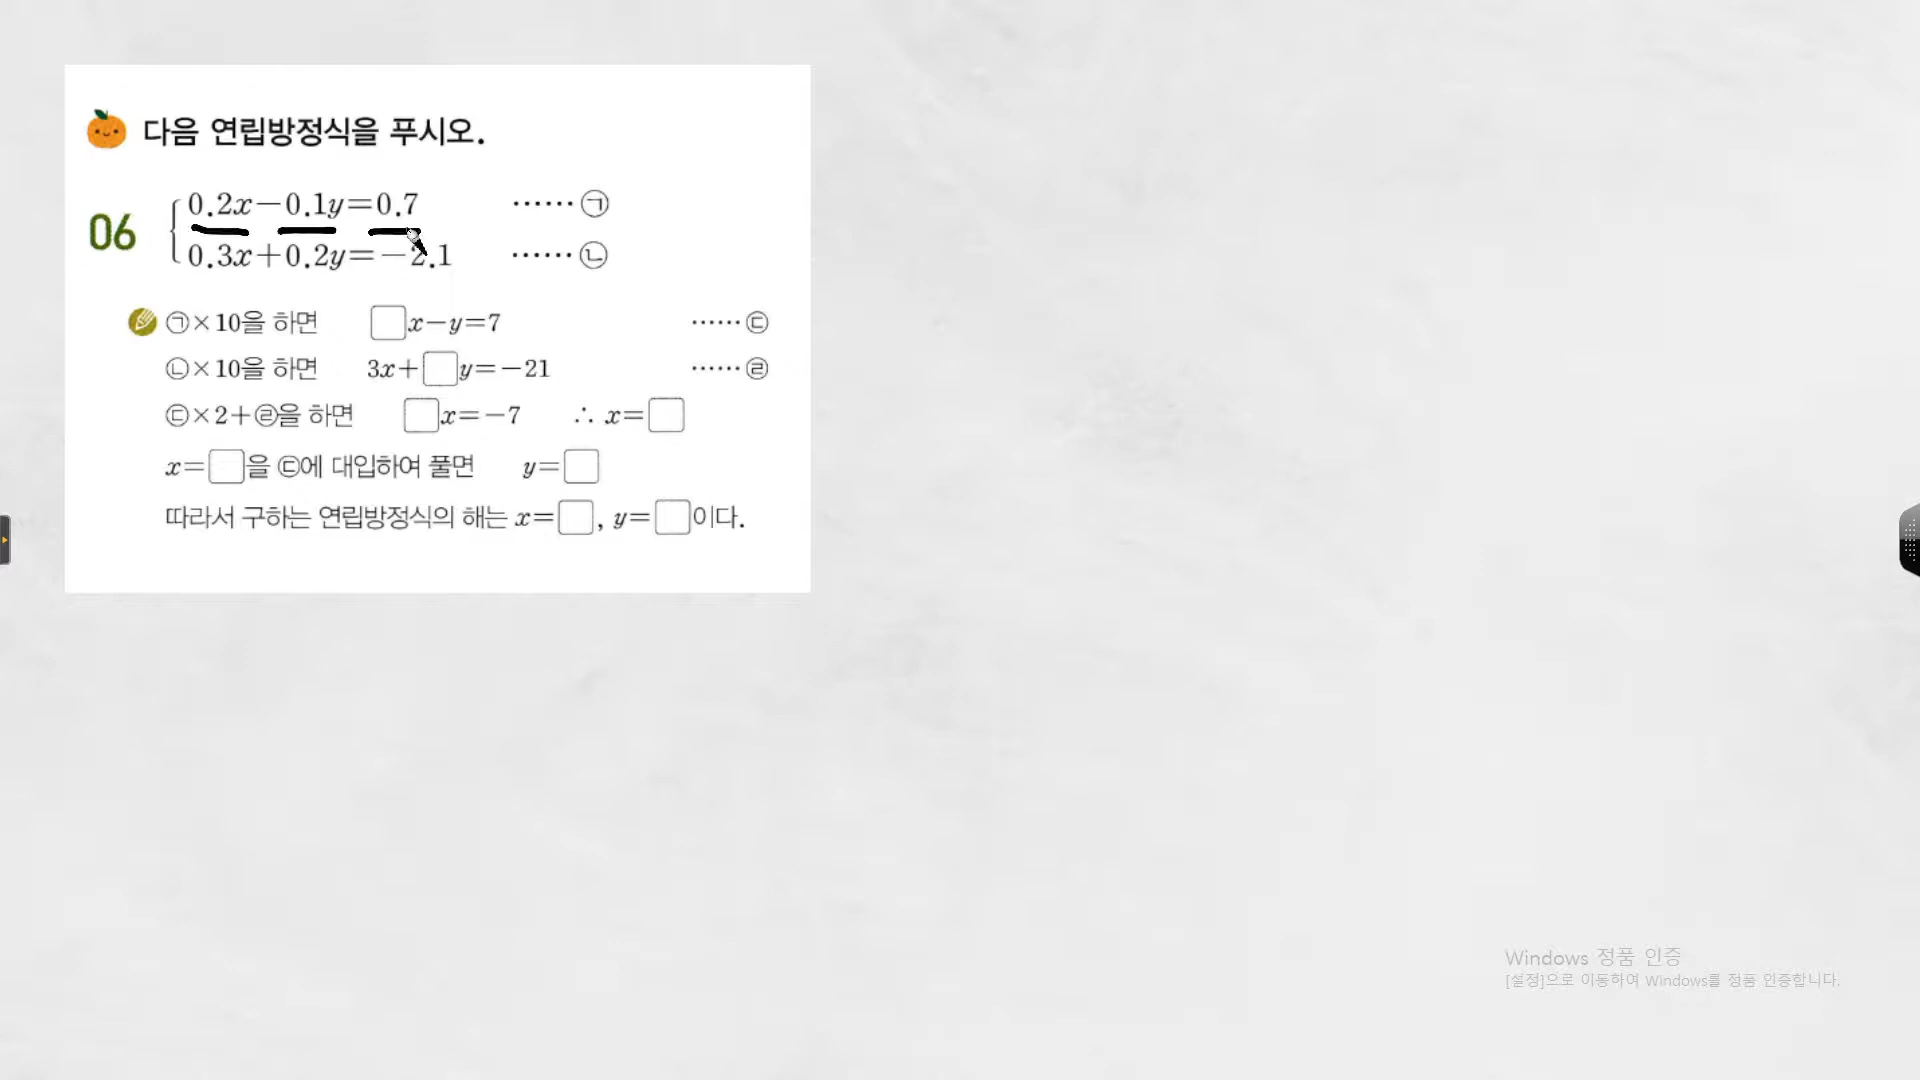 다음 연립방정식을 푸시오.
06
0.2x－0.1y=0.7 ⋯⋯ ㉠
0.3x+0.2y=－2.1 ⋯⋯ ㉡
㉠×10을 하면 □x－y=7 ⋯⋯ ㉢
㉡×10을 하면 3x+□y=－21 ⋯⋯ ㉣
㉢×2+㉣을 하면 □x=－7 ∴ x=□
x=□을 ㉢에 대입하여 풀면 y=□
따라서 구하는 연립방정식의 해는 x=□, y=□이다.
Windows 정품 인증
[설정]으로 이동하여 Windows를 정품 인증합니다.